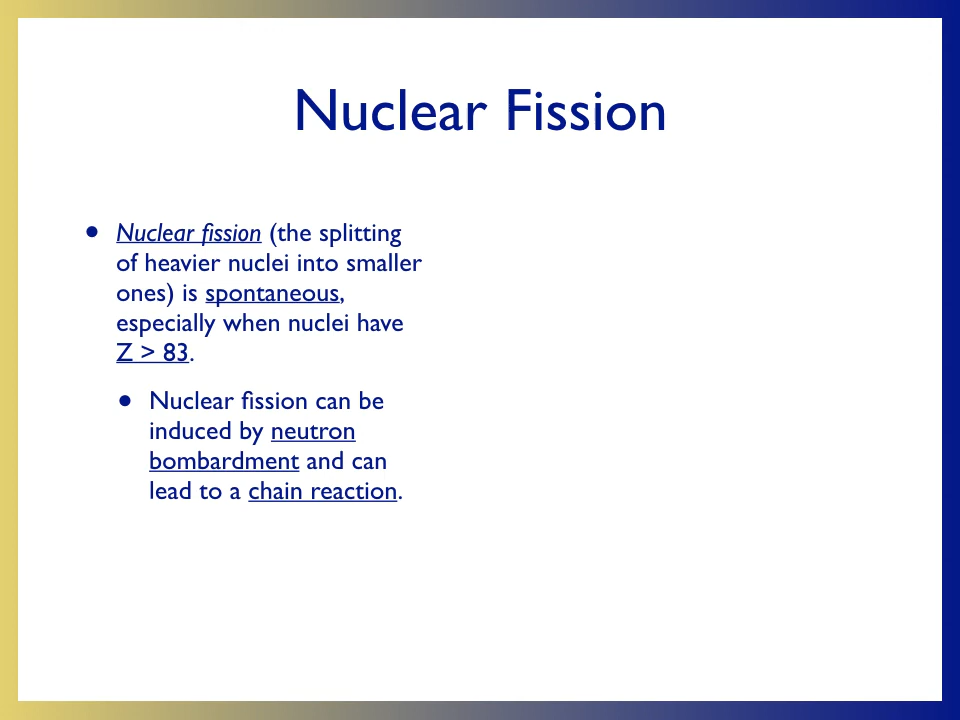 Nuclear Fission
• Nuclear fission (the splitting
of heavier nuclei into smaller
ones) is spontaneous,
especially when nuclei have
Z > 83.
• Nuclear fission can be
induced by neutron
bombardment and can
lead to a chain reaction.